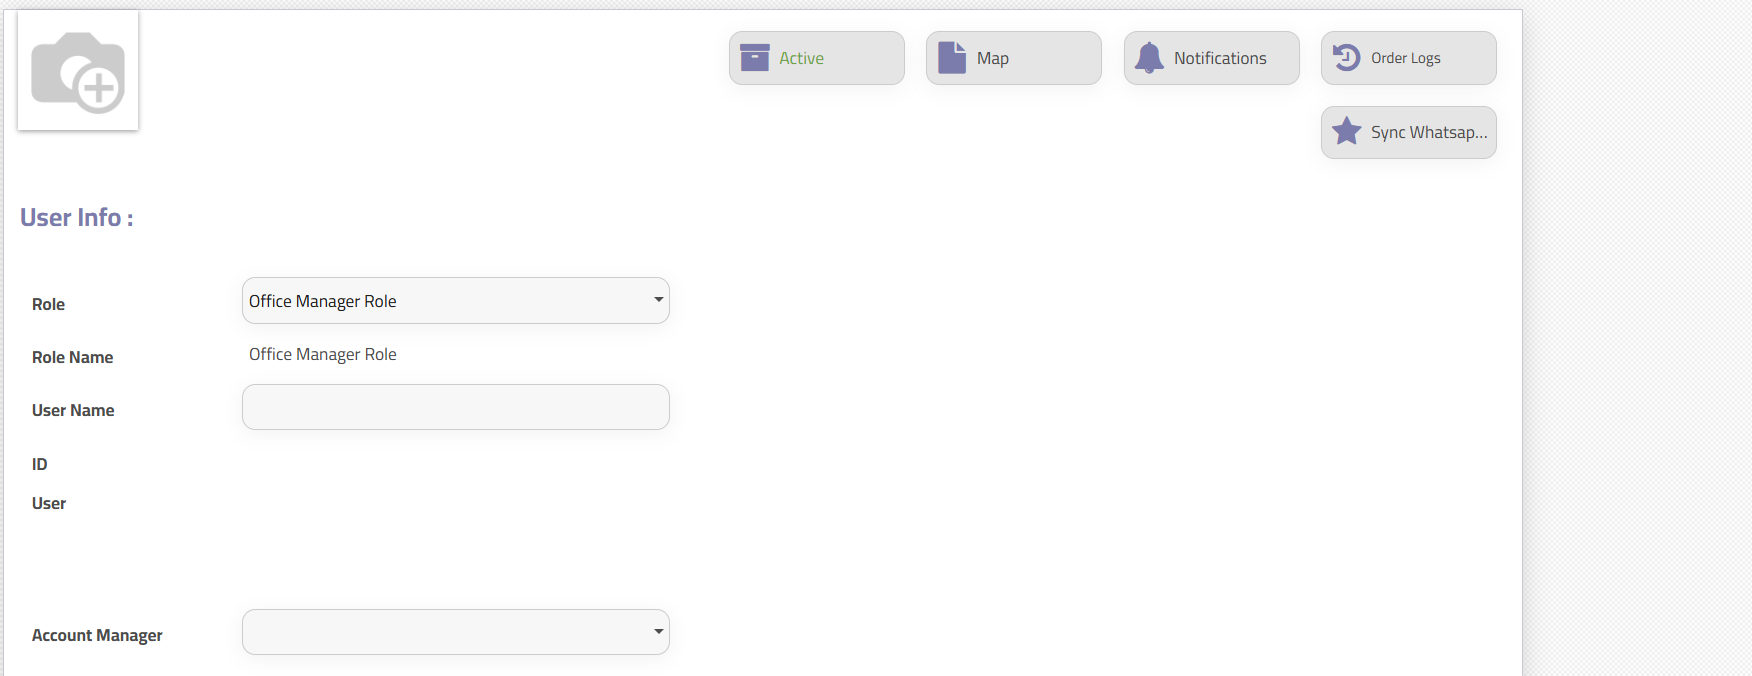 Active
Map
Notifications
Order Logs
Sync Whatsap...
User Info :
Role
Office Manager Role
Role Name
Office Manager Role
User Name
ID
User
Account Manager